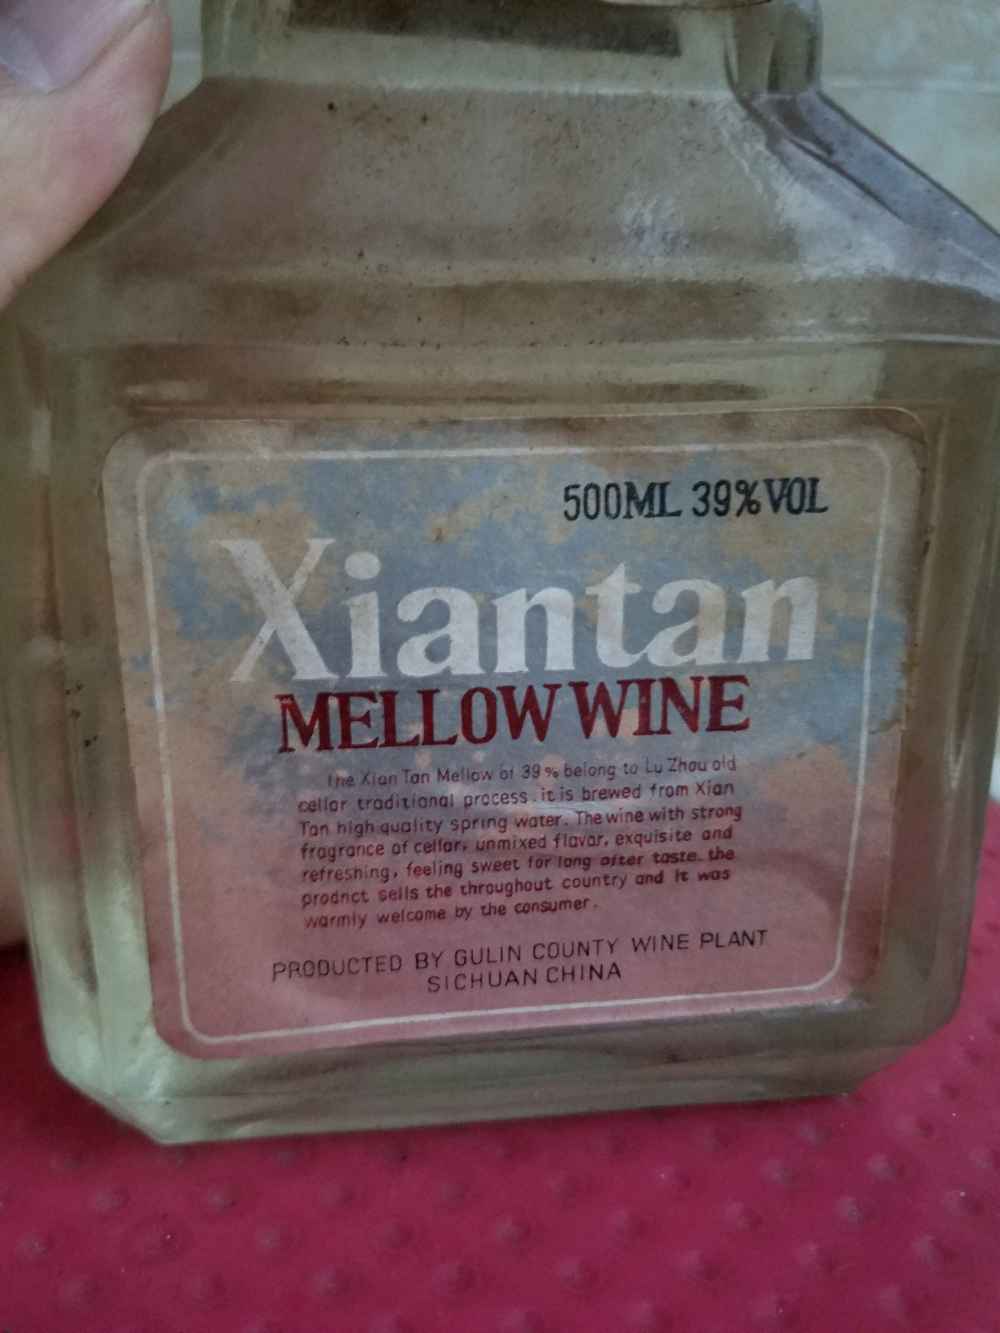 500ML 39%VOL
Xiantan
MELLOW WINE
the Xian Tan Mellow of 39% belong to Lu Zhou old
cellar traditional process. it is brewed from Xian
Tan high quality spring water. The wine with strong
fragrance of cellar, unmixed flavor, exquisite and
refreshing, feeling sweet for long after taste. the
prodnct sells the throughout country and it was
warmly welcome by the consumer.
PRODUCED BY GULIN COUNTY WINE PLANT
SICHUAN CHINA